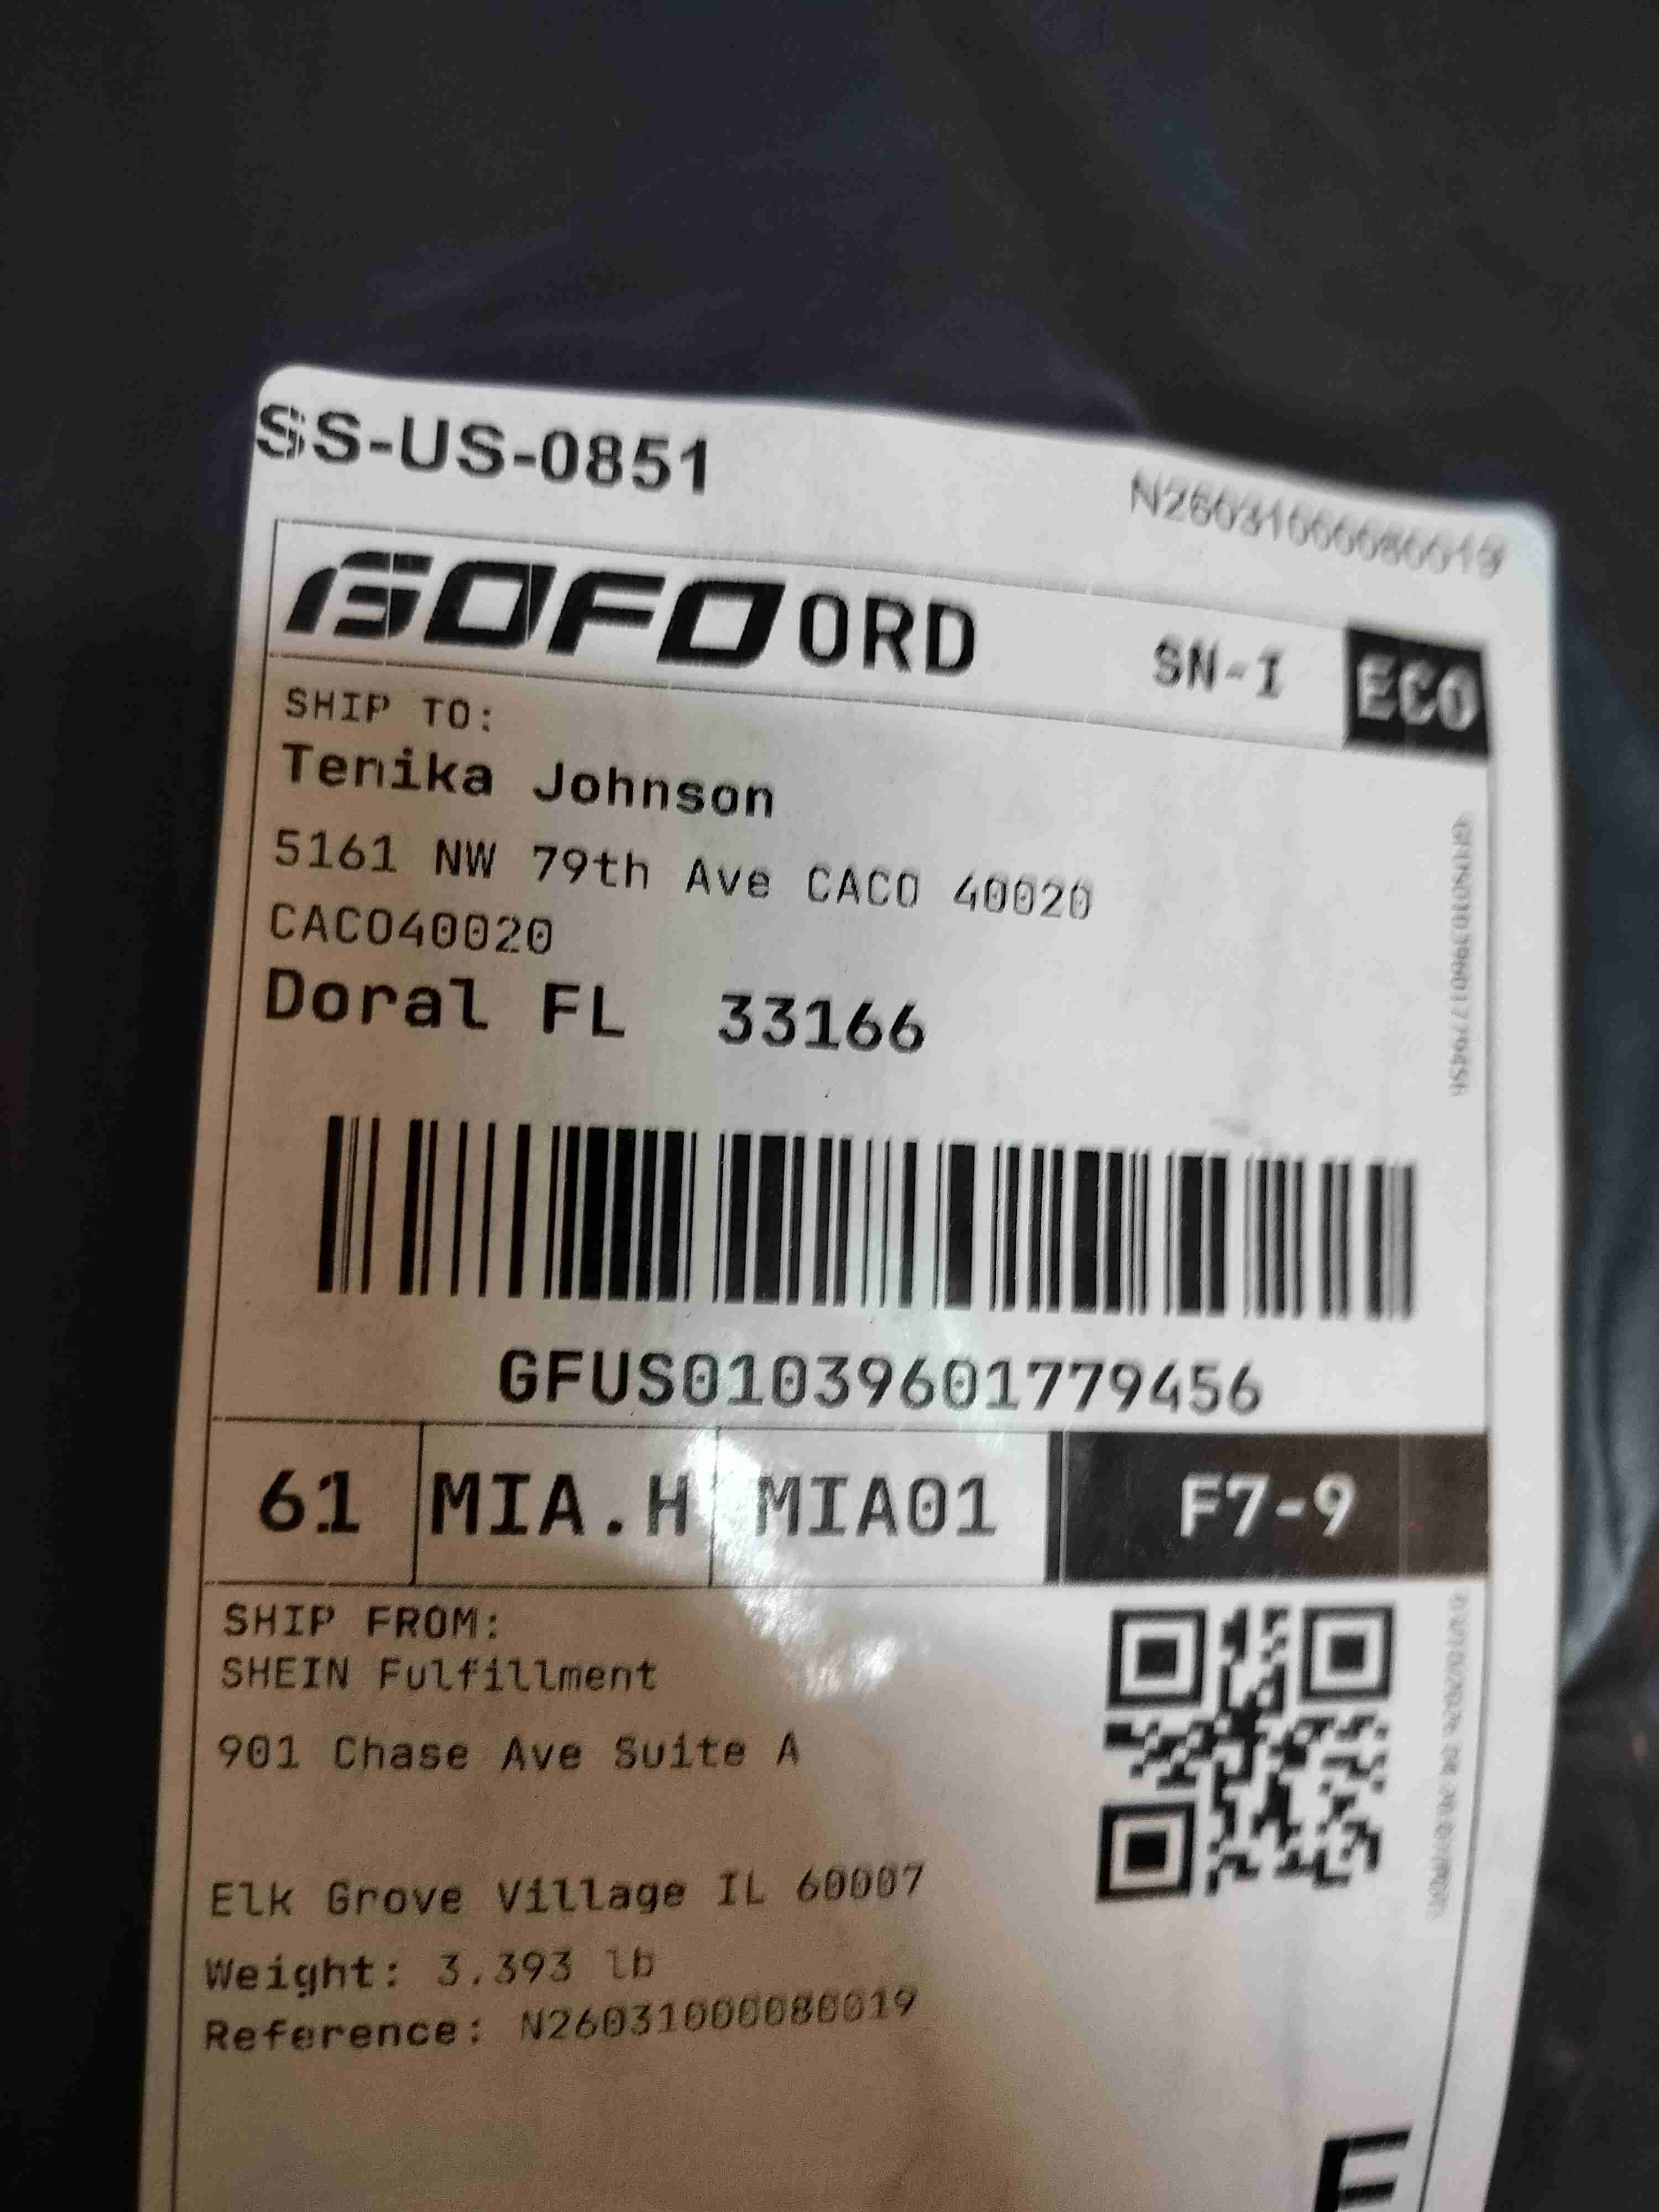 SS-US-0851
N26031000080019
GOFO ORD SN-I ECO
SHIP TO:
Tenika Johnson
5161 NW 79th Ave CACO 40020
CACO40020
Doral FL 33166
GFUS01039601779456
GFUS01039601779456
61 MIA.H MIA01 F7-9
SHIP FROM:
SHEIN Fulfillment
901 Chase Ave Suite A
Elk Grove Village IL 60007
Weight: 3.393 lb
Reference: N26031000080019